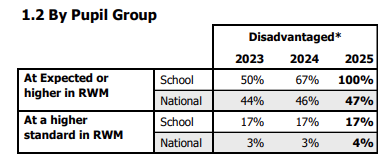 1.2 By Pupil Group
Disadvantaged*
2023 2024 2025
At Expected or higher in RWM School 50% 67% 100%
National 44% 46% 47%
At a higher standard in RWM School 17% 17% 17%
National 3% 3% 4%